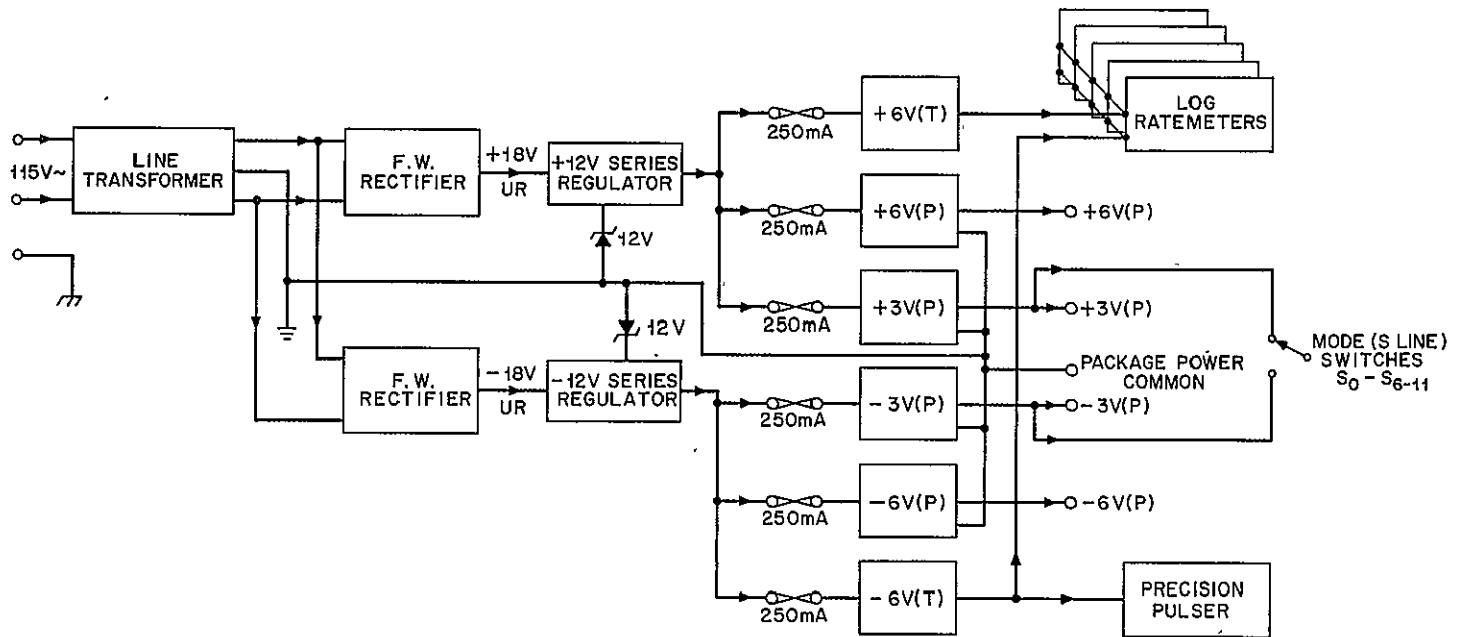 115V~
LINE
TRANSFORMER
F. W.
RECTIFIER
+18V
UR
+12V SERIES
REGULATOR
12V
250mA
+6V(T)
LOG
RATEMETERS
250mA
+6V(P)
+6V(P)
250mA
+3V(P)
+3V(P)
MODE (S LINE)
SWITCHES
S0 – S6-11
PACKAGE POWER
COMMON
12V
F. W.
RECTIFIER
–18V
UR
–12V SERIES
REGULATOR
250mA
–3V(P)
–3V(P)
250mA
–6V(P)
–6V(P)
250mA
–6V(T)
PRECISION
PULSER